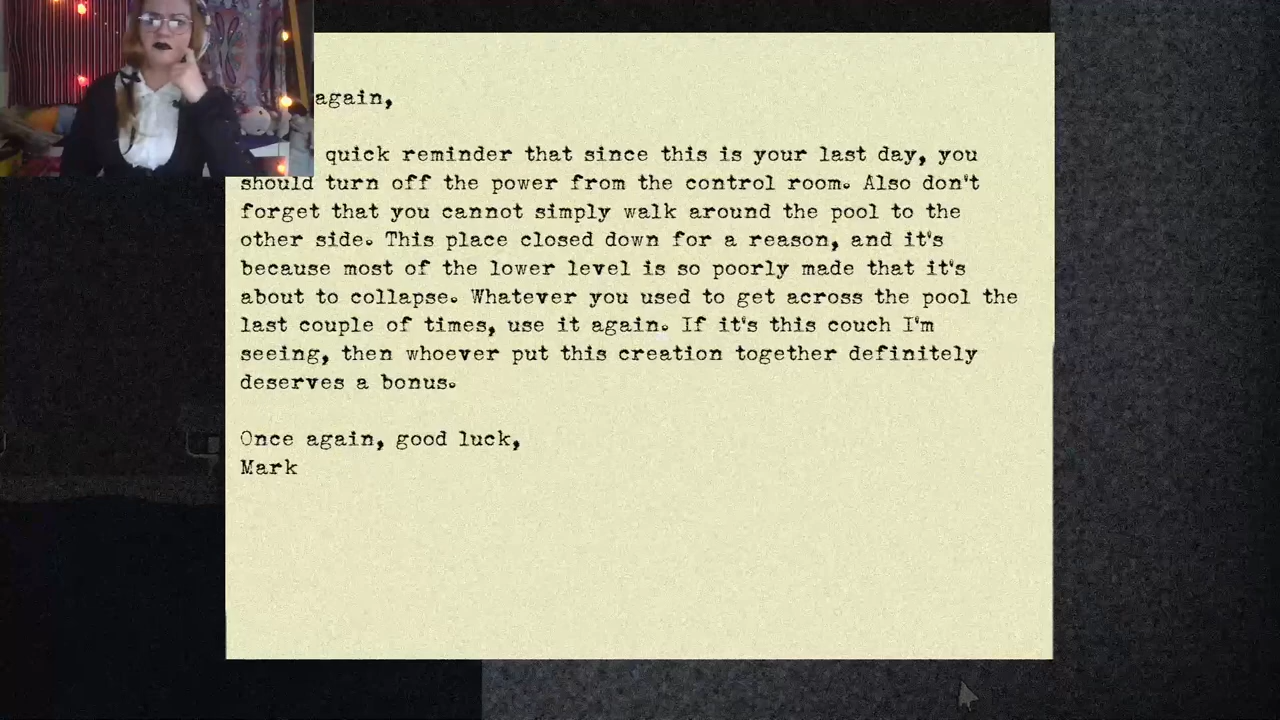 again,
quick reminder that since this is your last day, you
should turn off the power from the control room. Also don't
forget that you cannot simply walk around the pool to the
other side. This place closed down for a reason, and it's
because most of the lower level is so poorly made that it's
about to collapse. Whatever you used to get across the pool the
last couple of times, use it again. If it's this couch I'm
seeing, then whoever put this creation together definitely
deserves a bonus.
Once again, good luck,
Mark